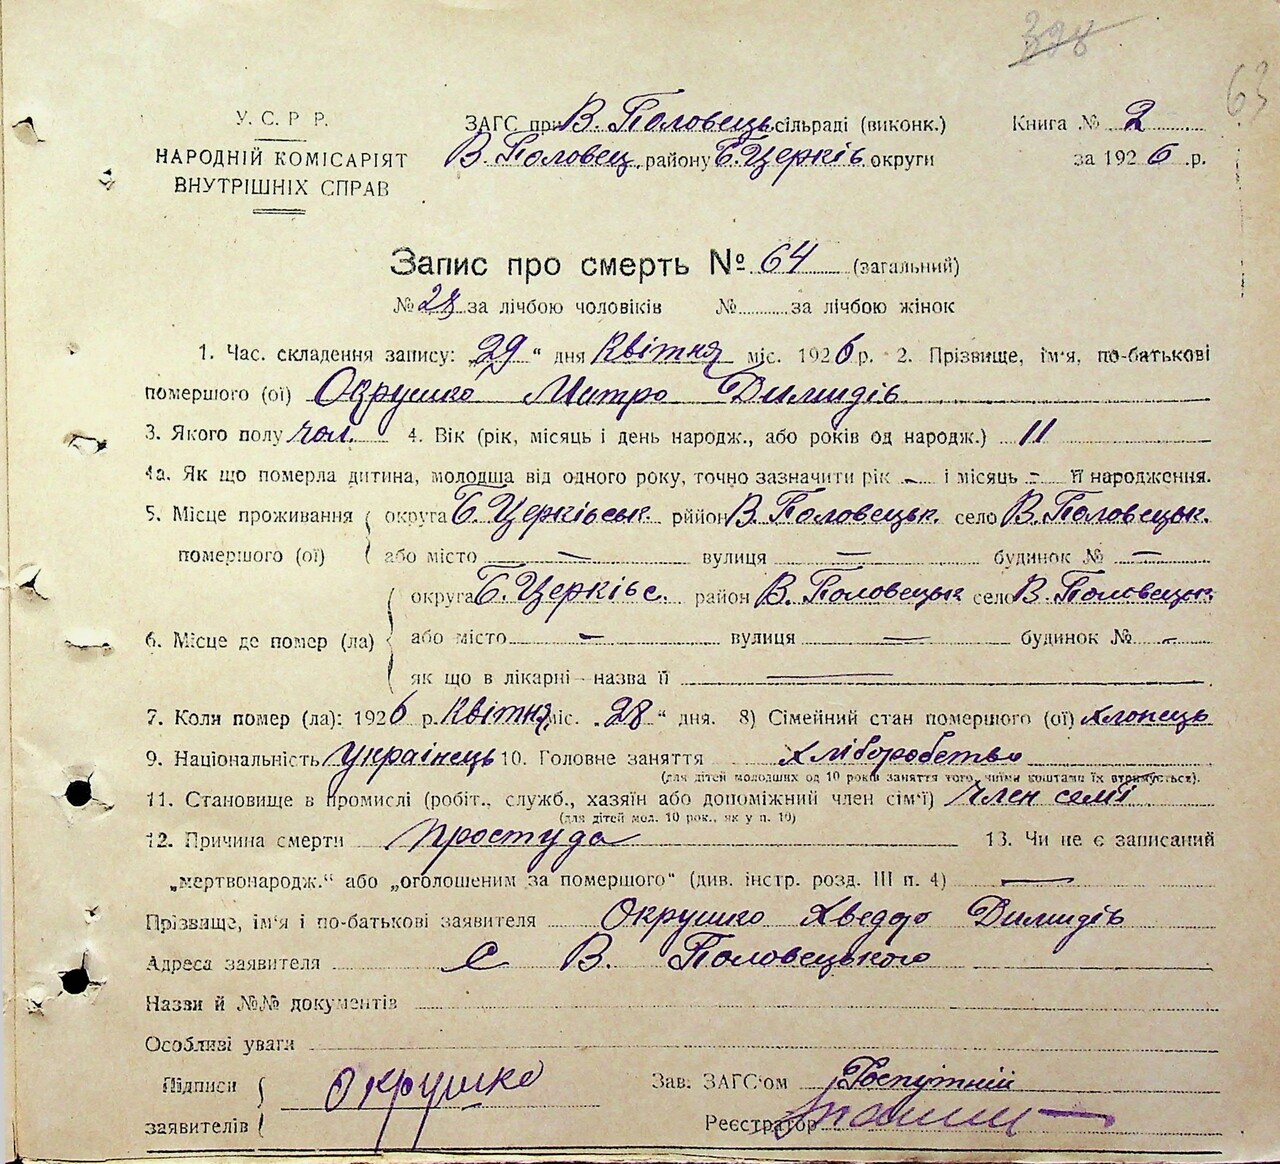 398
63
У. С. Р Р.
НАРОДНІЙ КОМІСАРІЯТ
ВНУТРІШНІХ СПРАВ
ЗАГС при В. Половець сільраді (виконк.) Книга № 2
В. Половец. району Б. Церків округи за 1926 р.
Запис про смерть № 64 (загальний)
№ 28 за лічбою чоловіків № за лічбою жінок
1. Час. складення запису: „29" дня Квітня міс. 1926 р. 2. Прізвище, ім'я, по-батькові
помершого (ої) Окрушко Митро Дилидів
3. Якого полу чол. 4. Вік (рік, місяць і день народж., або років од народж.) 11
4а. Як що померла дитина, молодша від одного року, точно зазначити рік - і місяць - її народження.
5. Місце проживання { округа Б. Церківськ. рййон В. Половецьк. село В. Половецьк.
помершого (ої) або місто — вулиця — будинок № —
округа Б. Церківс. район В. Половецьк село В. Половецьк
6. Місце де помер (ла) { або місто — вулиця — будинок № -
як що в лікарні – назва її —
7. Коли помер (ла): 1926 р. Квітня міс. „28" дня. 8) Сімейний стан помершого (ої) хлопець
9. Національність українець 10. Головне заняття хліборобство
(для дітей молодших од 10 років заняття того, чиїми коштами їх втримується).
11. Становище в промислі (робіт., служб., хазяїн або допоміжний член сім'ї) член семї
(для дітей мол. 10 рок., як у п. 10)
12. Причина смерти простуда 13. Чи не є записаний
„мертвонародж." або „оголошеним за помершого" (див. інстр. розд. III п. 4) —
Прізвище, ім'я і по-батькові заявителя Окрушко Хведор Дилидів
Адреса заявителя с В. Половецького
Назви й №№ документів
Особливі уваги
Підписи { Окрушко Зав. ЗАГС'ом
заявителів Реєстратор